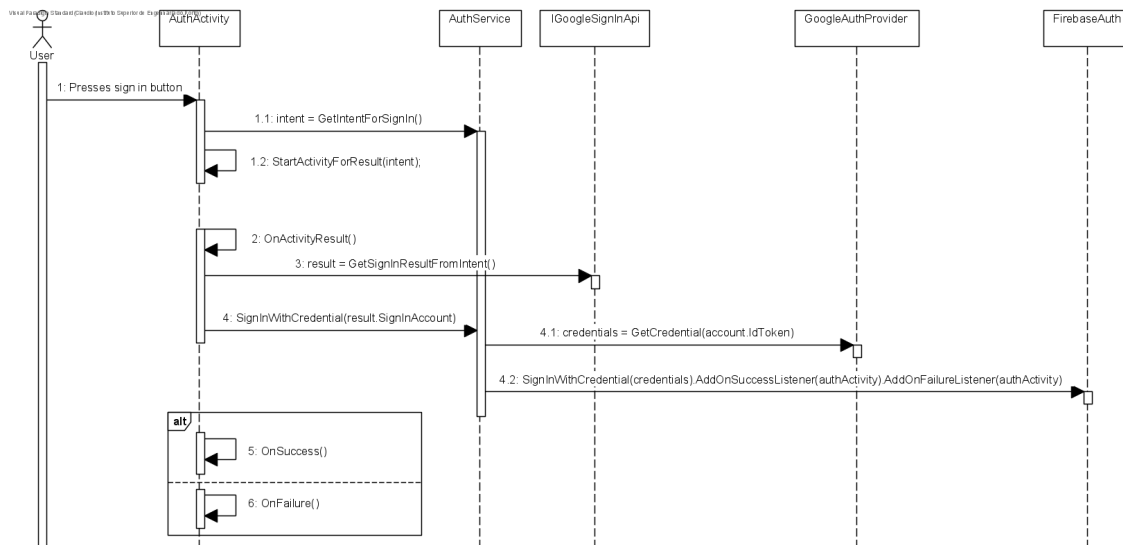 AuthActivity
AuthService
IGoogleSignInApi
GoogleAuthProvider
FirebaseAuth
User
1: Presses sign in button
1.1: intent = GetIntentForSignIn()
1.2: StartActivityForResult(intent);
2: OnActivityResult()
3: result = GetSignInResultFromIntent()
4: SignInWithCredential(result.SignInAccount)
4.1: credentials = GetCredential(account.IdToken)
4.2: SignInWithCredential(credentials).AddOnSuccessListener(authActivity).AddOnFailureListener(authActivity)
alt
5: OnSuccess()
6: OnFailure()